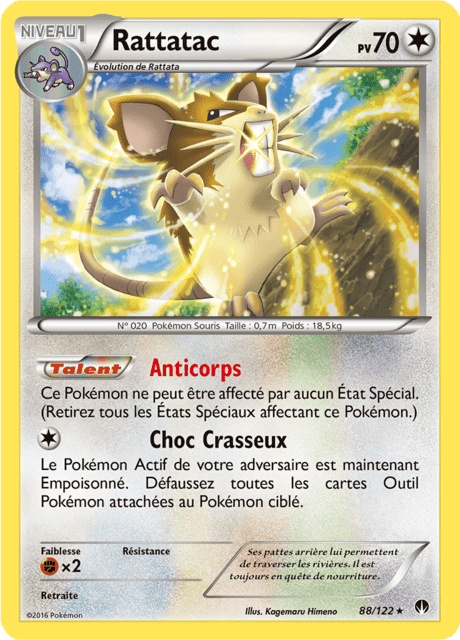 NIVEAU 1
Rattatac
PV 70
Évolution de Rattata
N° 020 Pokémon Souris Taille : 0,7m Poids : 18,5kg
Talent Anticorps
Ce Pokémon ne peut être affecté par aucun État Spécial.
(Retirez tous les États Spéciaux affectant ce Pokémon.)
Choc Crasseux
Le Pokémon Actif de votre adversaire est maintenant
Empoisonné. Défaussez toutes les cartes Outil
Pokémon attachées au Pokémon ciblé.
Faiblesse Résistance
×2
Retraite
Ses pattes arrière lui permettent
de traverser les rivières. Il est
toujours en quête de nourriture.
©2016 Pokémon
Illus. Kagemaru Himeno
88/122 ★